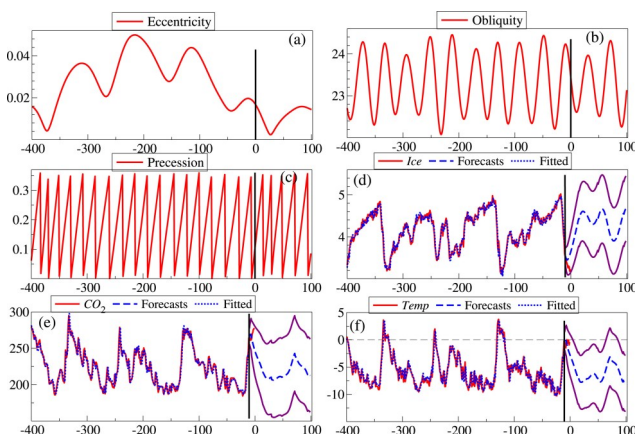 Eccentricity
(a)
0.04
0.02
-400 -300 -200 -100 0 100
Obliquity
(b)
24
23
-400 -300 -200 -100 0 100
Precession
(c)
0.3
0.2
0.1
-400 -300 -200 -100 0 100
Ice Forecasts Fitted
(d)
5
4
-400 -300 -200 -100 0 100
CO2 Forecasts Fitted
(e)
300
250
200
-400 -300 -200 -100 0 100
Temp Forecasts Fitted
(f)
5
0
-5
-10
-400 -300 -200 -100 0 100